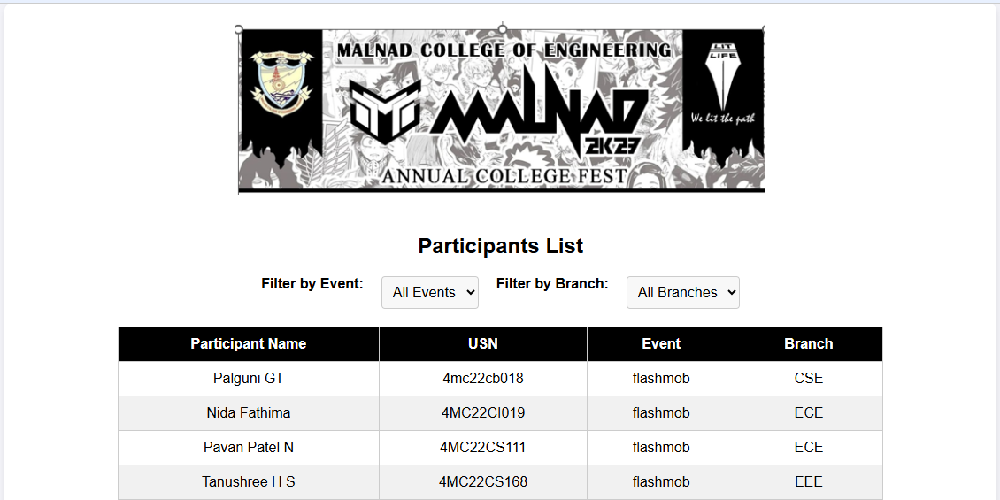 MALNAD COLLEGE OF ENGINEERING
LIT
LIFE
MALNAD
2K23
We lit the path
ANNUAL COLLEGE FEST
Participants List
Filter by Event: All Events Filter by Branch: All Branches
Participant Name USN Event Branch
Palguni GT 4mc22cb018 flashmob CSE
Nida Fathima 4MC22CI019 flashmob ECE
Pavan Patel N 4MC22CS111 flashmob ECE
Tanushree H S 4MC22CS168 flashmob EEE